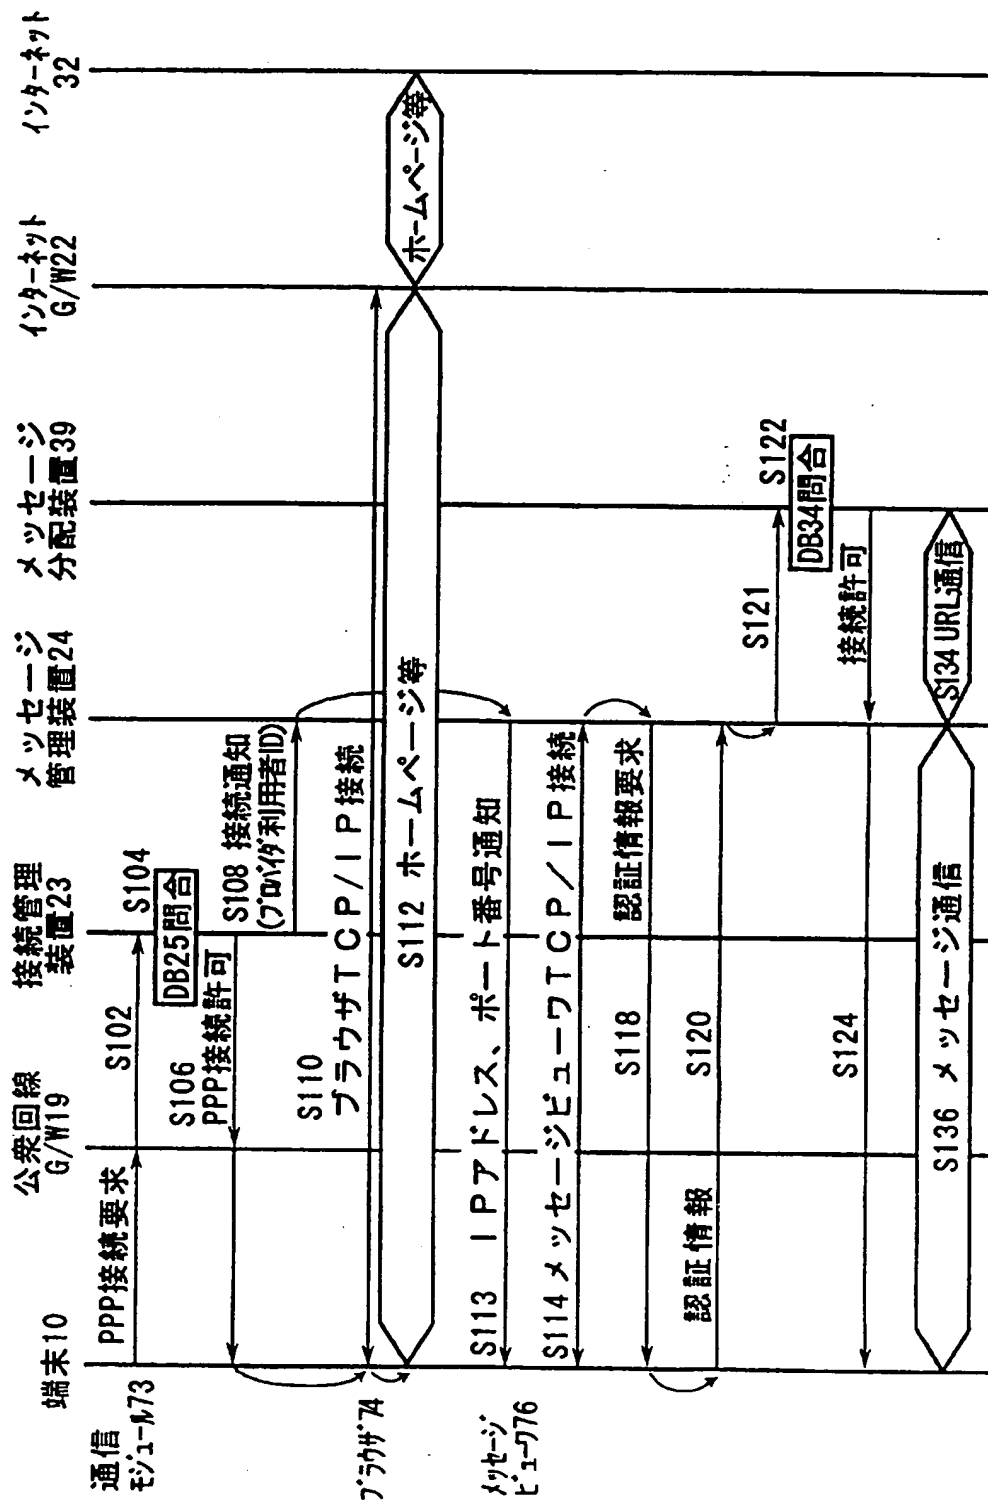 端末10
公衆回線
G/W19
接続管理
装置23
メッセージ
管理装置24
メッセージ
分配装置39
インターネット
G/W22
インターネット
32
通信
モジュール73
PPP接続要求
S102
S104
DB25問合
S106
PPP接続許可
S108 接続通知
(プロバイダ利用者ID)
ブラウザ74
S110
ブラウザTCP/IP接続
S112 ホームページ等
ホームページ等
メッセージ
ビューワ76
S113 IPアドレス、ポート番号通知
S114 メッセージビューワTCP/IP接続
S118
認証情報要求
認証情報
S120
S121
S122
DB34問合
S124
接続許可
S136 メッセージ通信
S134 URL通信